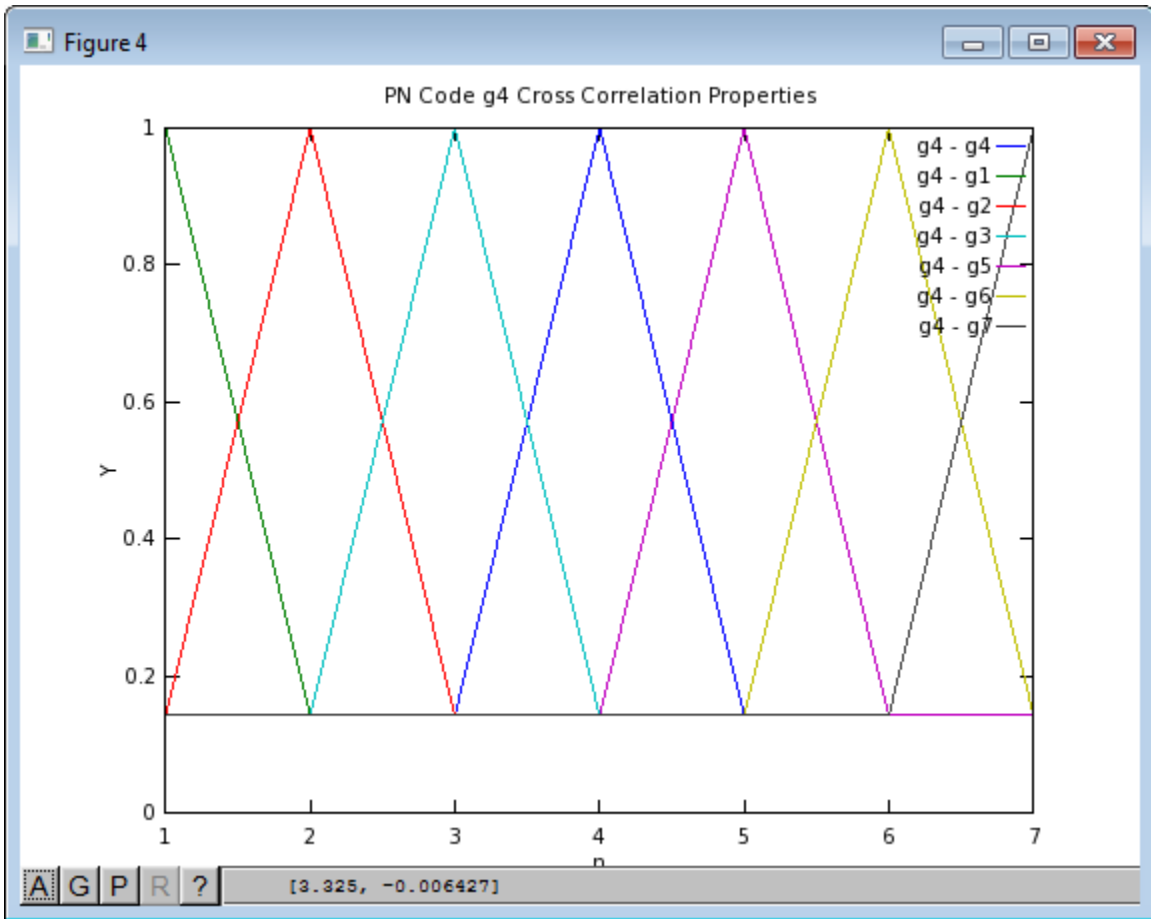 Figure 4
PN Code g4 Cross Correlation Properties
1
0.8
0.6
0.4
0.2
0
Y
g4 - g4
g4 - g1
g4 - g2
g4 - g3
g4 - g5
g4 - g6
g4 - g7
1 2 3 4 5 6 7
n
A G P R ? [3.325, -0.006427]